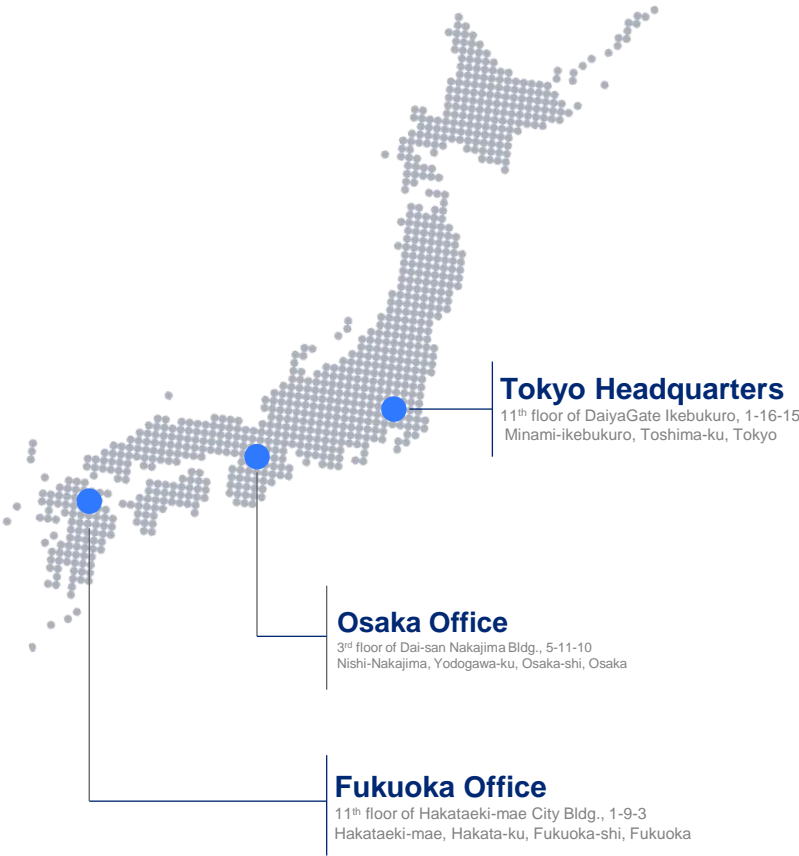 Tokyo Headquarters
11th floor of DaiyaGate Ikebukuro, 1-16-15
Minami-ikebukuro, Toshima-ku, Tokyo
Osaka Office
3rd floor of Dai-san Nakajima Bldg., 5-11-10
Nishi-Nakajima, Yodogawa-ku, Osaka-shi, Osaka
Fukuoka Office
11th floor of Hakataeki-mae City Bldg., 1-9-3
Hakataeki-mae, Hakata-ku, Fukuoka-shi, Fukuoka